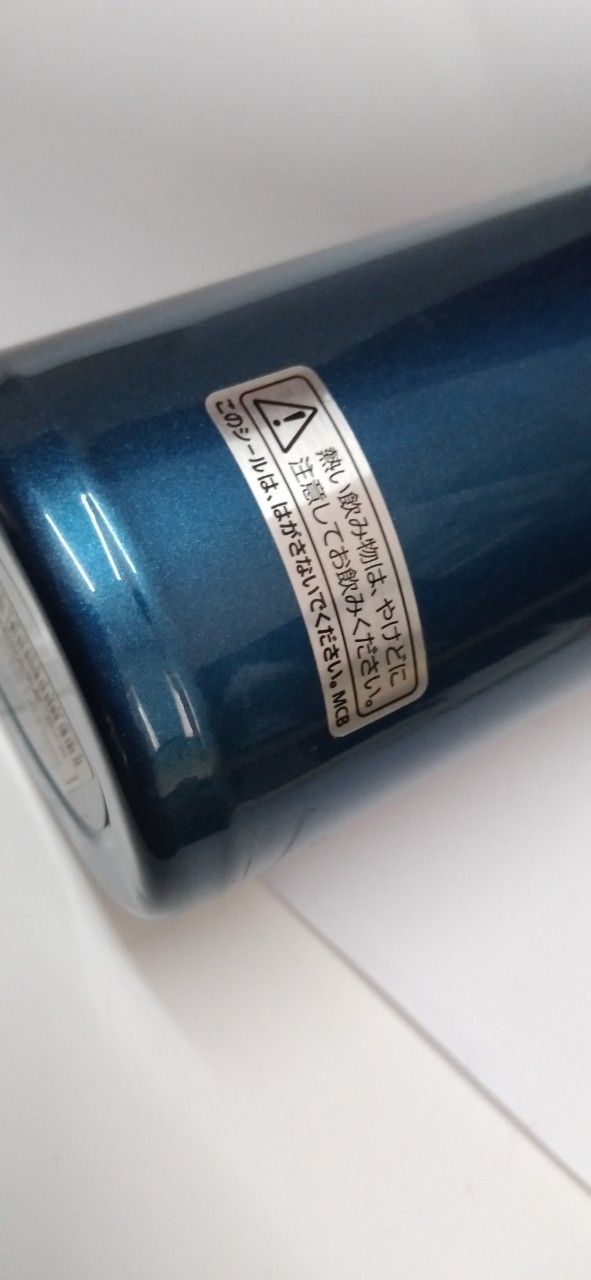 熱い飲み物は、やけどに
注意してお飲みください。
このシールは、はがさないでください。MCB